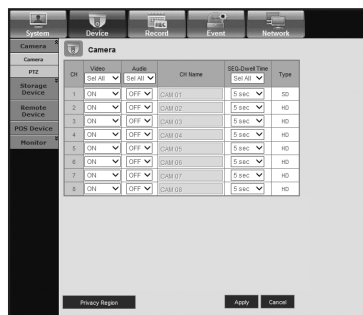 System Device Record Event Network
Camera
Camera
PTZ
Storage Device
Remote Device
POS Device
Monitor
Camera
CH Video Audio CH Name SEQ-Dwell Time Type
Sel All Sel All Sel All
1 ON OFF CAM 01 5 sec SD
2 ON OFF CAM 02 5 sec HD
3 ON OFF CAM 03 5 sec HD
4 ON OFF CAM 04 5 sec HD
5 ON OFF CAM 05 5 sec HD
6 ON OFF CAM 06 5 sec HD
7 ON OFF CAM 07 5 sec HD
8 ON OFF CAM 08 5 sec HD
Privacy Region Apply Cancel